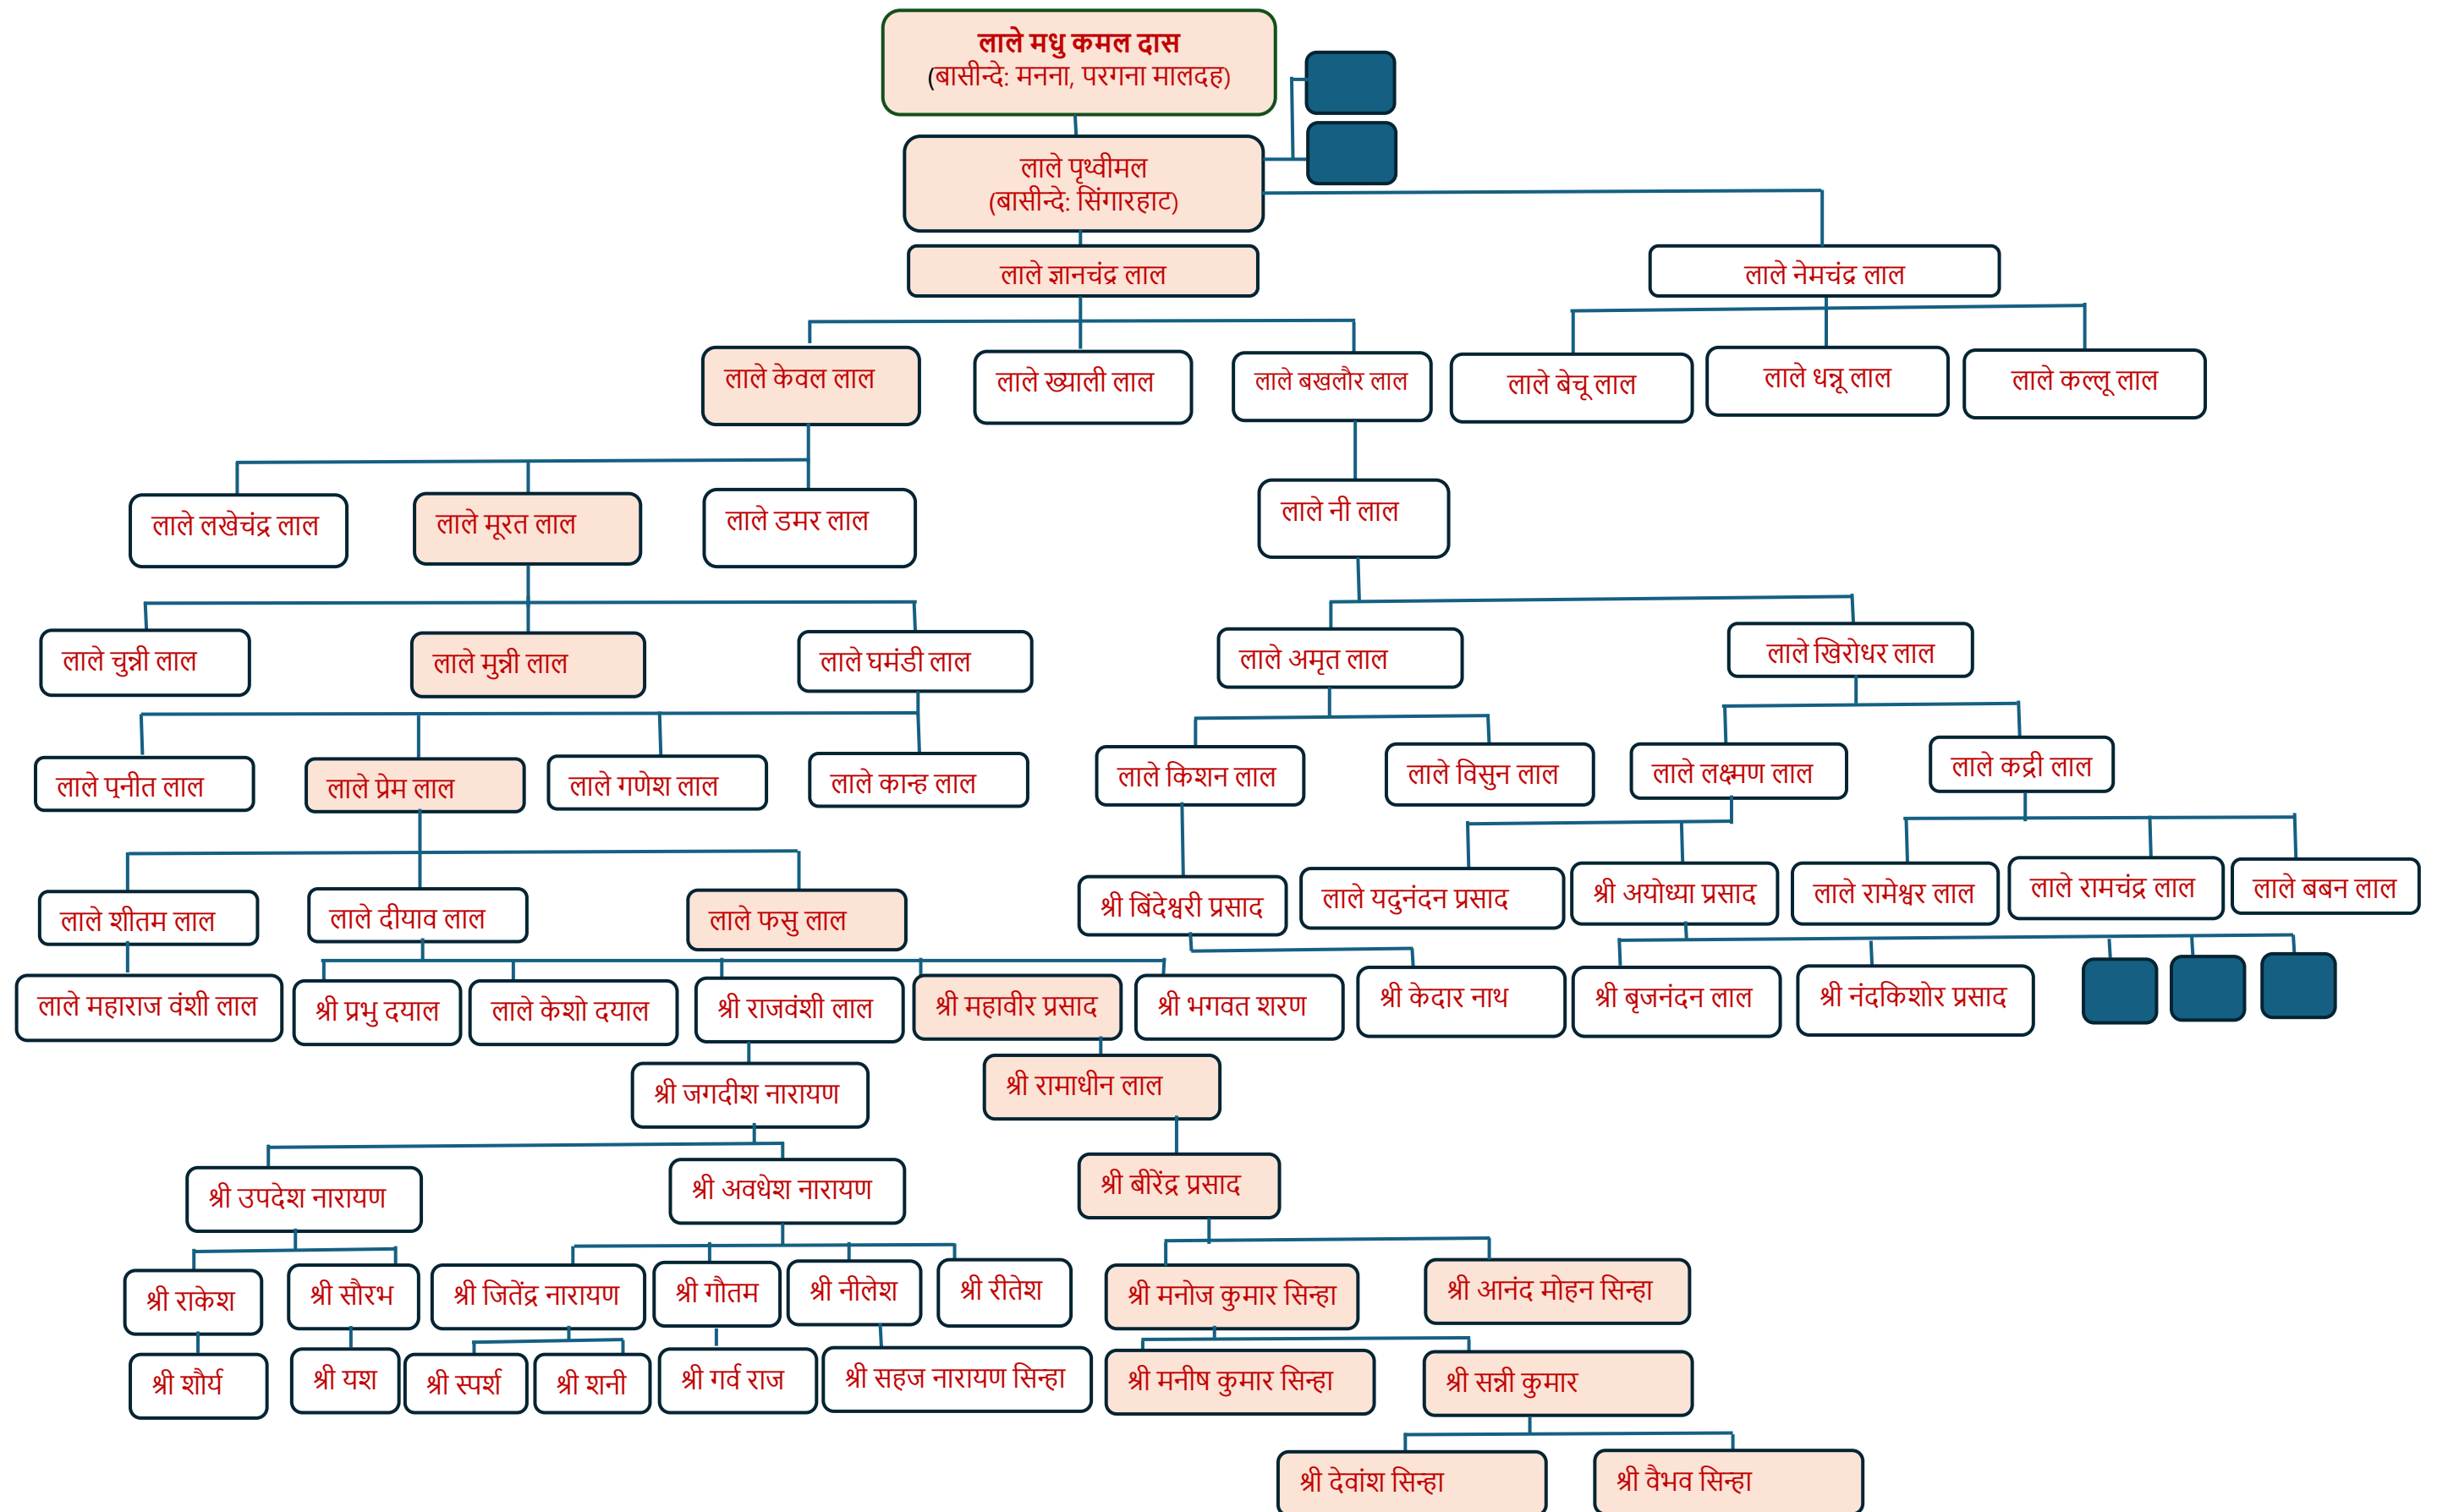 लाले मधु कमल दास
(बासीन्दे: मनना, परगना मालदह)
लाले पृथ्वीमल
(बासीन्दे: सिंगारहाट)
लाले ज्ञानचंद्र लाल
लाले नेमचंद्र लाल
लाले केवल लाल
लाले ख्याली लाल
लाले बखलौर लाल
लाले बेचू लाल
लाले धन्नू लाल
लाले कल्लू लाल
लाले लखेचंद्र लाल
लाले मूरत लाल
लाले डमर लाल
लाले नी लाल
लाले चुन्नी लाल
लाले मुन्नी लाल
लाले घमंडी लाल
लाले अमृत लाल
लाले खिरोधर लाल
लाले पुनीत लाल
लाले प्रेम लाल
लाले गणेश लाल
लाले कान्ह लाल
लाले किशन लाल
लाले विसुन लाल
लाले लक्ष्मण लाल
लाले कद्री लाल
लाले शीतम लाल
लाले दीयाव लाल
लाले फसु लाल
श्री बिंदेश्वरी प्रसाद
लाले यदुनंदन प्रसाद
श्री अयोध्या प्रसाद
लाले रामेश्वर लाल
लाले रामचंद्र लाल
लाले बबन लाल
लाले महाराज वंशी लाल
श्री प्रभु दयाल
लाले केशो दयाल
श्री राजवंशी लाल
श्री महावीर प्रसाद
श्री भगवत शरण
श्री केदार नाथ
श्री बृजनंदन लाल
श्री नंदकिशोर प्रसाद
श्री जगदीश नारायण
श्री रामाधीन लाल
श्री उपदेश नारायण
श्री अवधेश नारायण
श्री बीरेंद्र प्रसाद
श्री राकेश
श्री सौरभ
श्री जितेंद्र नारायण
श्री गौतम
श्री नीलेश
श्री रीतेश
श्री मनोज कुमार सिन्हा
श्री आनंद मोहन सिन्हा
श्री शौर्य
श्री यश
श्री स्पर्श
श्री शनी
श्री गर्व राज
श्री सहज नारायण सिन्हा
श्री मनीष कुमार सिन्हा
श्री सन्नी कुमार
श्री देवांश सिन्हा
श्री वैभव सिन्हा